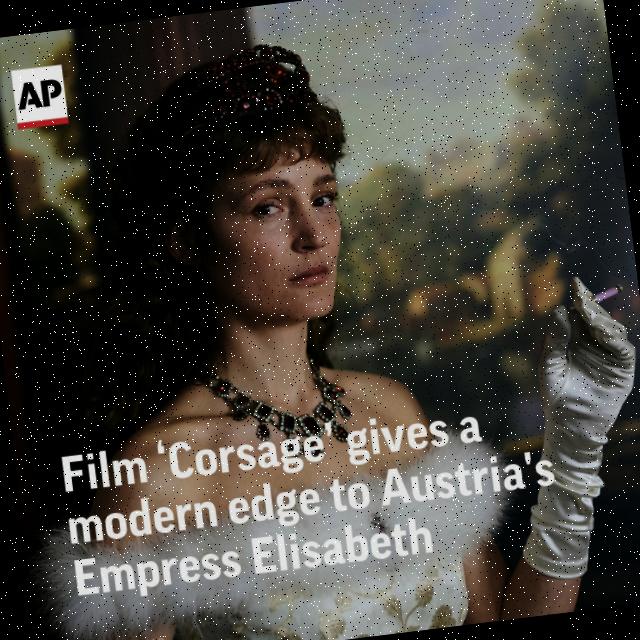 AP
Film ‘Corsage’ gives a
modern edge to Austria's
Empress Elisabeth